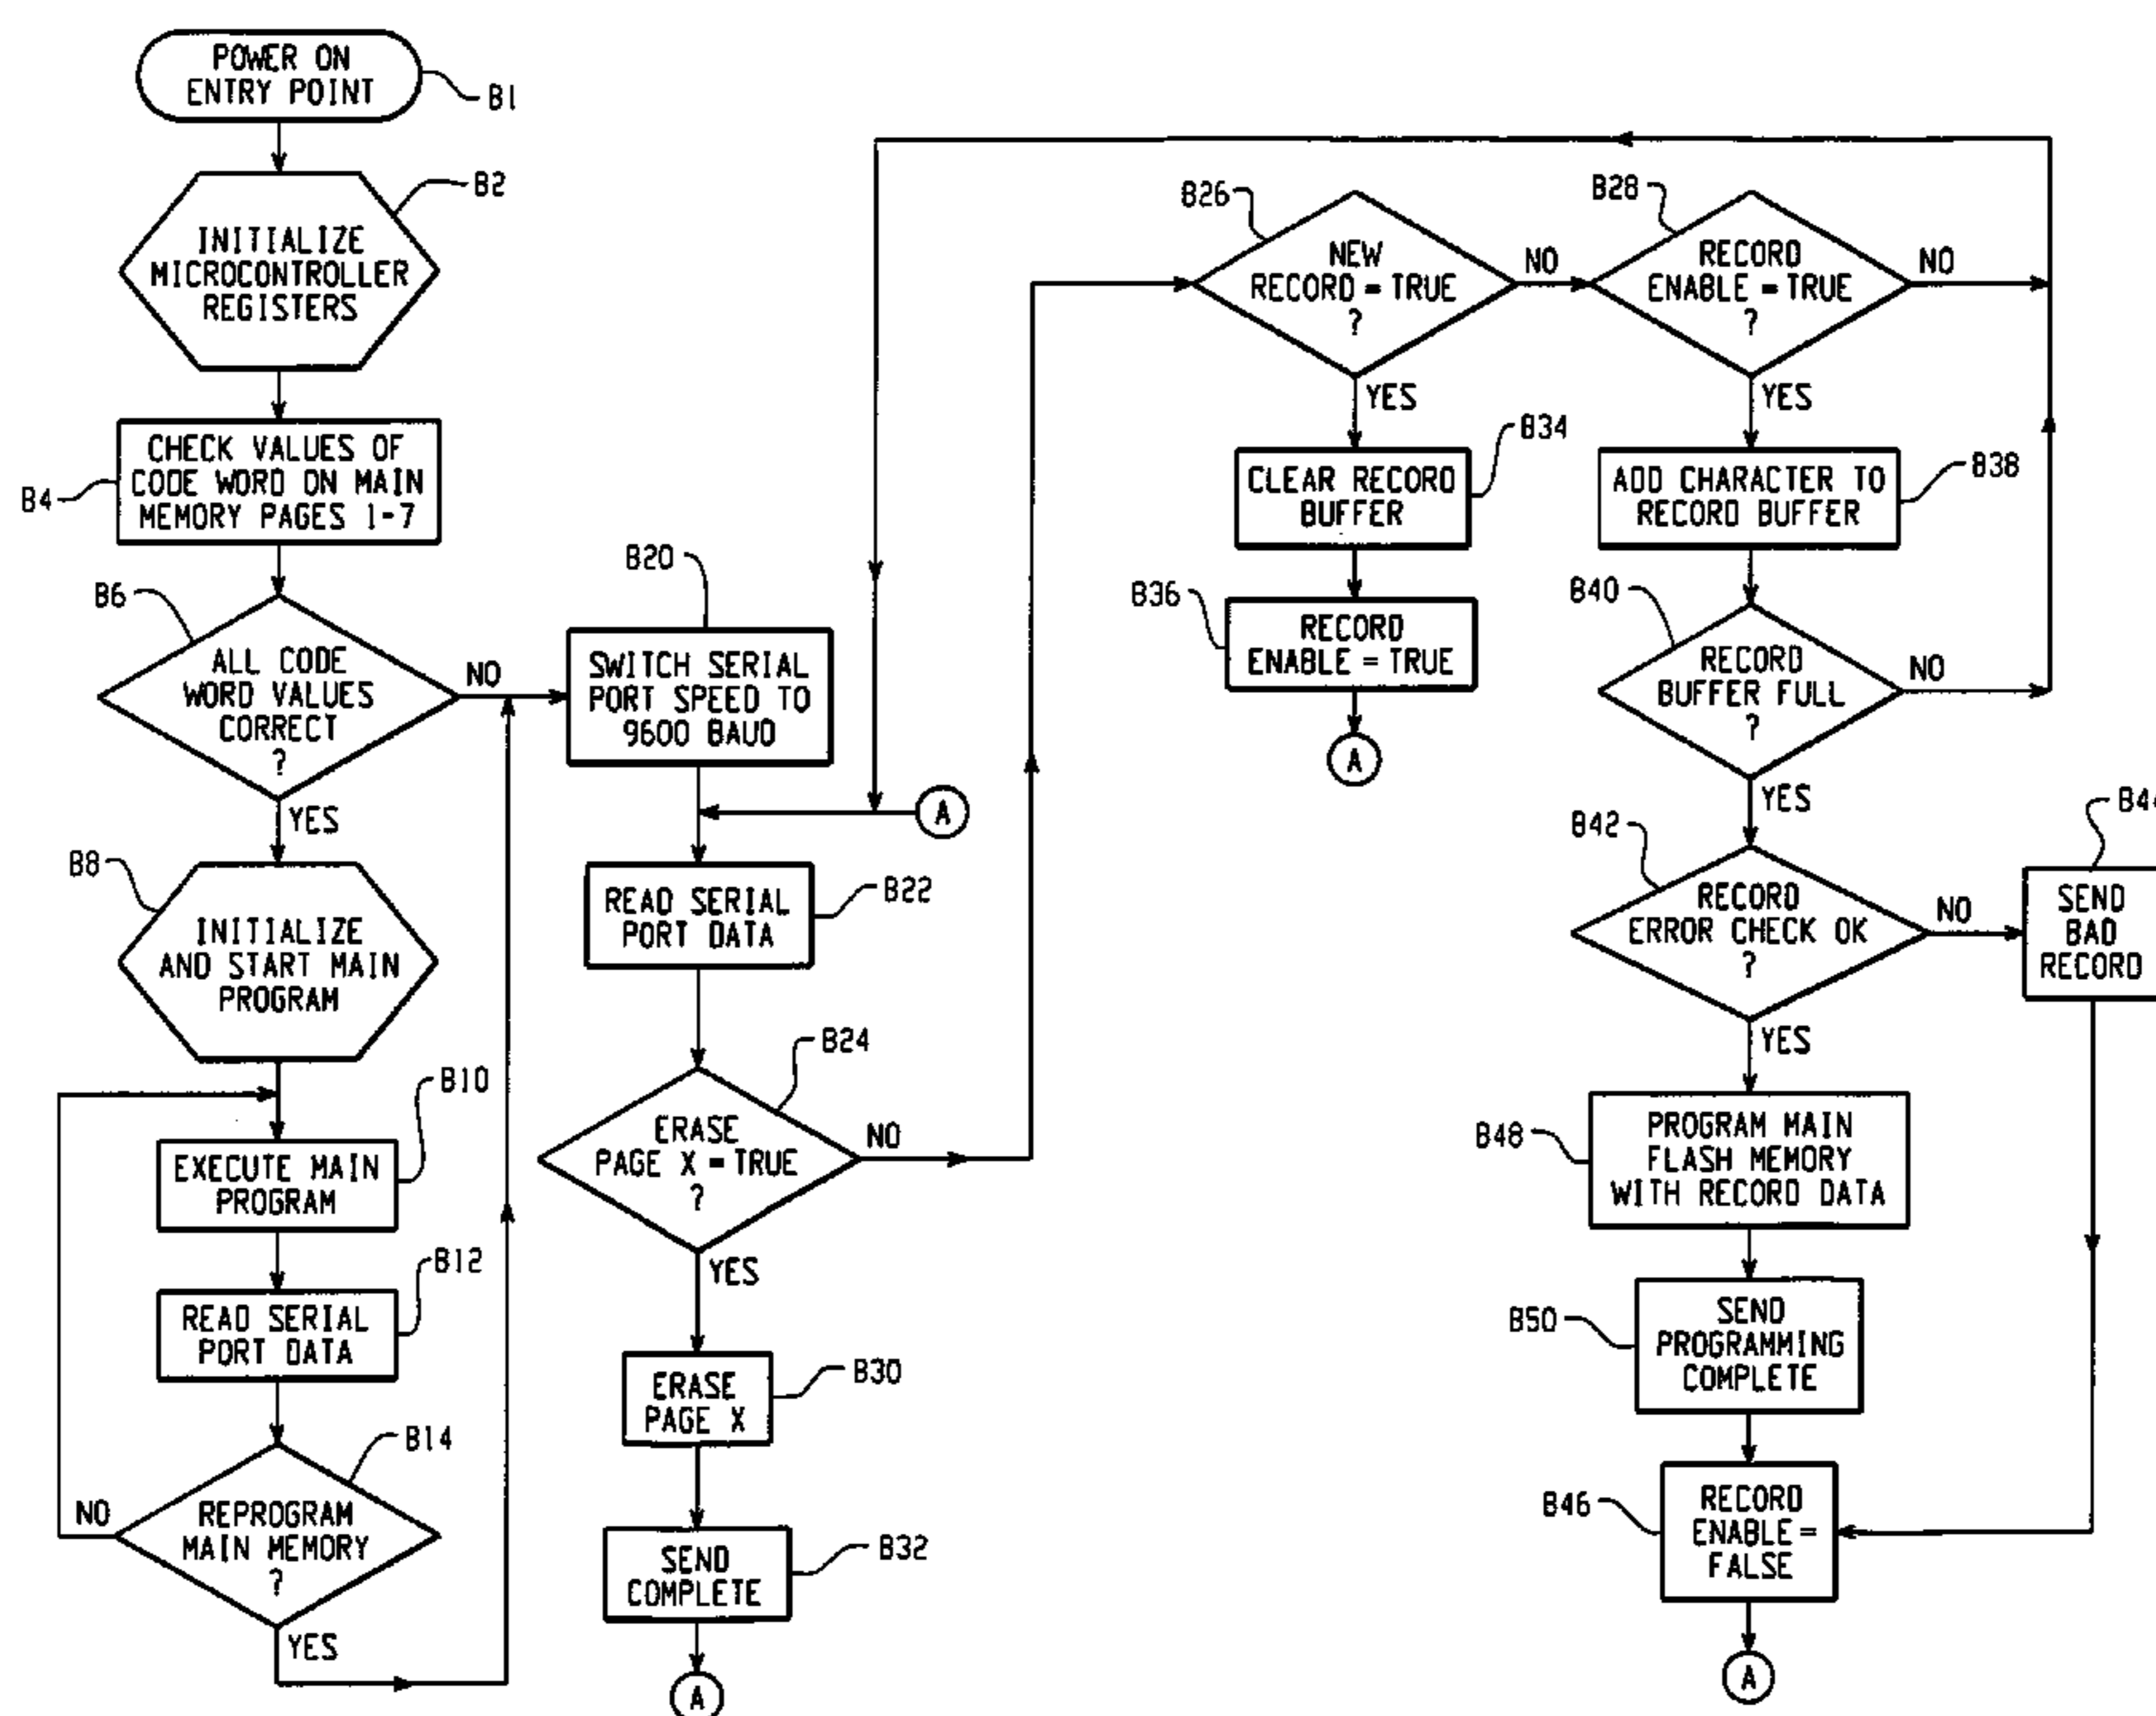 POWER ON
ENTRY POINT
B1
B2
INITIALIZE
MICROCONTROLLER
REGISTERS
CHECK VALUES OF
CODE WORD ON MAIN
MEMORY PAGES 1-7
B4
B6
ALL CODE
WORD VALUES
CORRECT
?
NO
YES
B8
INITIALIZE
AND START MAIN
PROGRAM
B10
EXECUTE MAIN
PROGRAM
B12
READ SERIAL
PORT DATA
B14
REPROGRAM
MAIN MEMORY
?
NO
YES
B20
SWITCH SERIAL
PORT SPEED TO
9600 BAUD
A
READ SERIAL
PORT DATA
B22
B24
ERASE
PAGE X = TRUE
?
NO
YES
B30
ERASE
PAGE X
B32
SEND
COMPLETE
A
B26
NEW
RECORD = TRUE
?
NO
YES
B34
CLEAR RECORD
BUFFER
B36
RECORD
ENABLE = TRUE
A
B28
RECORD
ENABLE = TRUE
?
NO
YES
ADD CHARACTER TO
RECORD BUFFER
B38
B40
RECORD
BUFFER FULL
?
NO
YES
B42
RECORD
ERROR CHECK OK
?
NO
B44
SEND
BAD
RECORD
YES
B48
PROGRAM MAIN
FLASH MEMORY
WITH RECORD DATA
B50
SEND
PROGRAMMING
COMPLETE
B46
RECORD
ENABLE =
FALSE
A